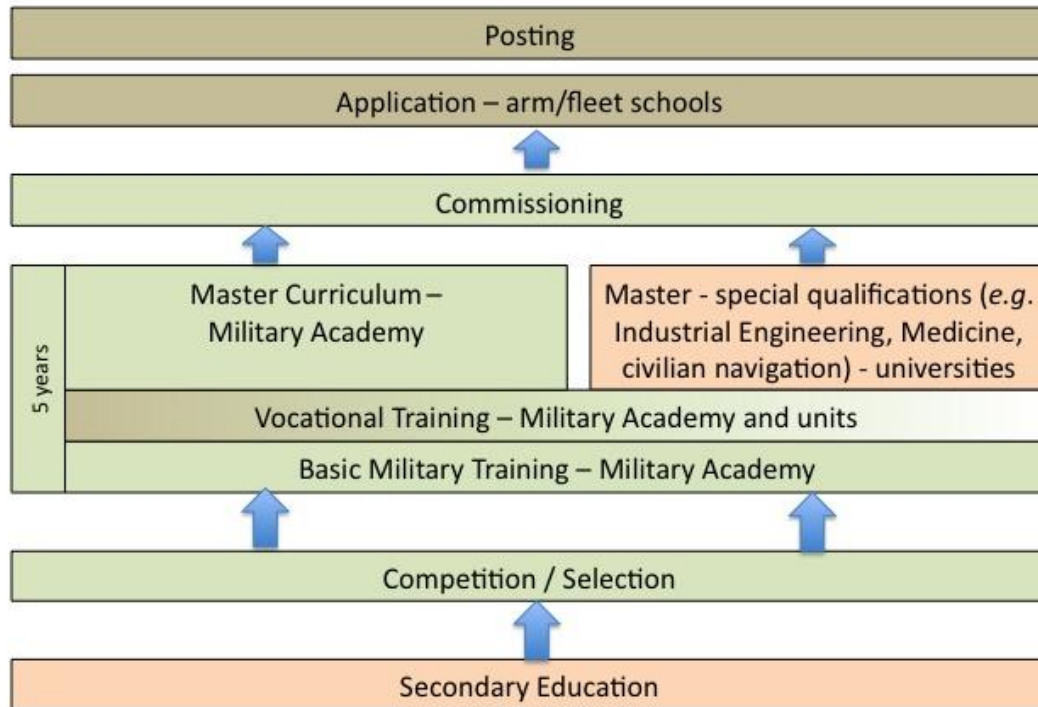 Posting
Application – arm/fleet schools
Commissioning
5 years
Master Curriculum –
Military Academy
Master - special qualifications (e.g.
Industrial Engineering, Medicine,
civilian navigation) - universities
Vocational Training – Military Academy and units
Basic Military Training – Military Academy
Competition / Selection
Secondary Education